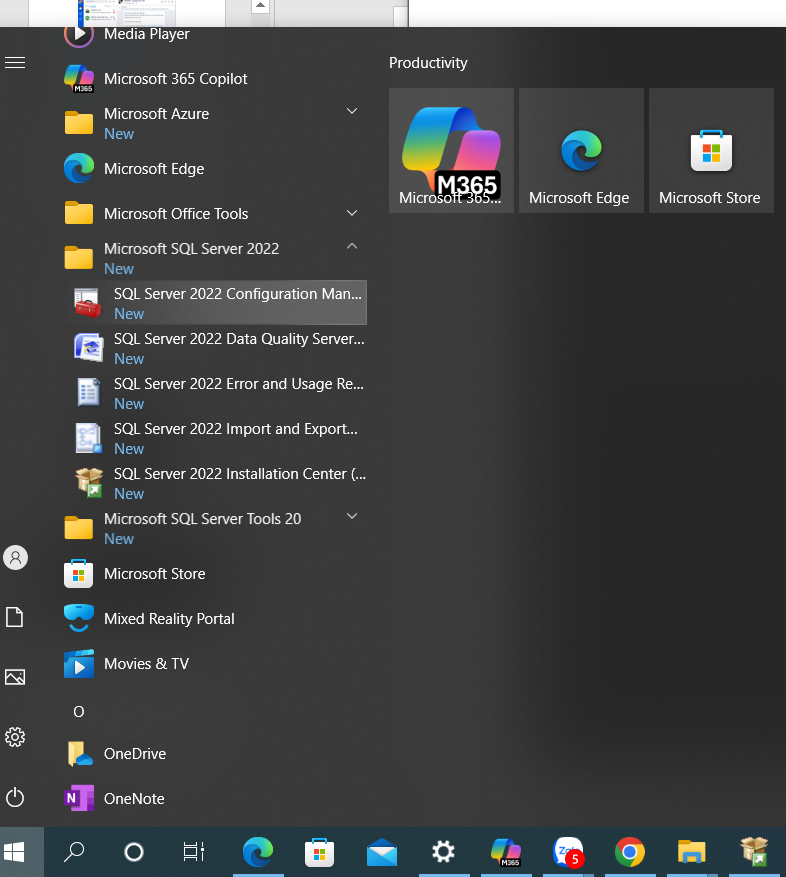 Media Player
Microsoft 365 Copilot
Microsoft Azure
New
Microsoft Edge
Microsoft Office Tools
Microsoft SQL Server 2022
New
SQL Server 2022 Configuration Man...
New
SQL Server 2022 Data Quality Server...
New
SQL Server 2022 Error and Usage Re...
New
SQL Server 2022 Import and Export...
New
SQL Server 2022 Installation Center (...
New
Microsoft SQL Server Tools 20
New
Microsoft Store
Mixed Reality Portal
Movies & TV
O
OneDrive
OneNote
Productivity
M365
Microsoft 365...
Microsoft Edge
Microsoft Store
M365
N
M365
5